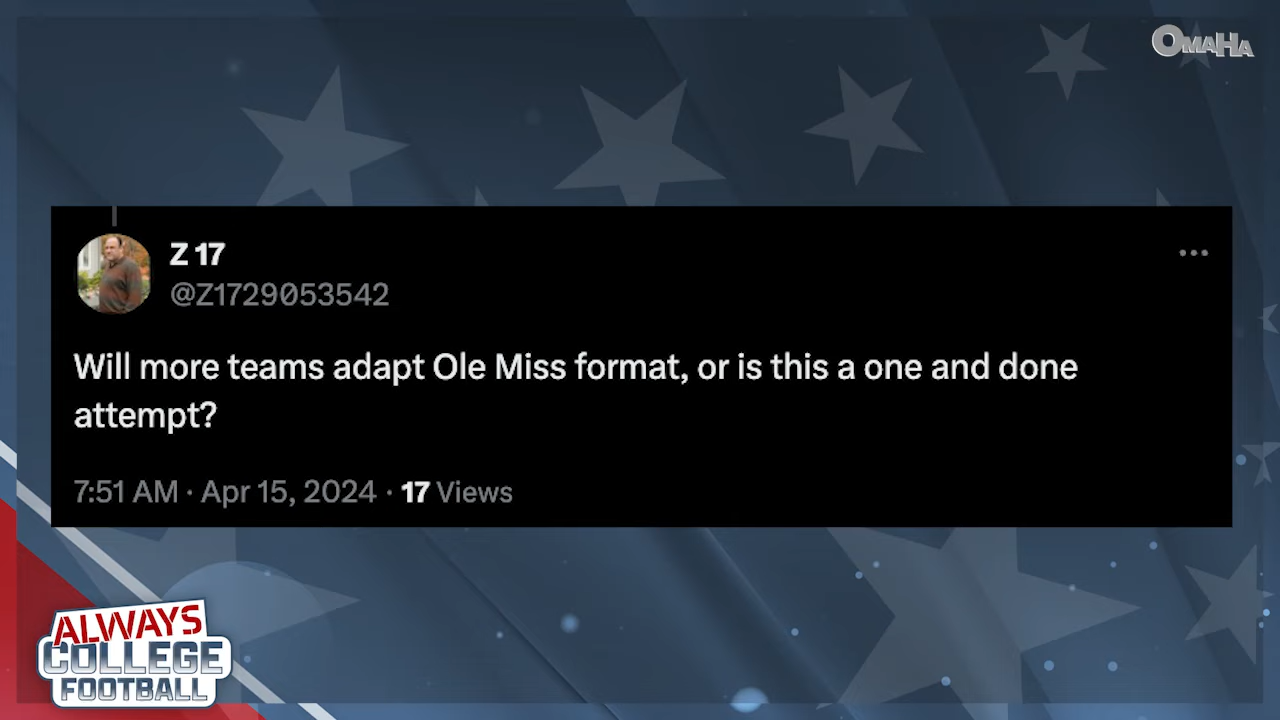 OMAHA
Z 17
@Z1729053542
Will more teams adapt Ole Miss format, or is this a one and done
attempt?
7:51 AM · Apr 15, 2024 · 17 Views
ALWAYS
COLLEGE
FOOTBALL